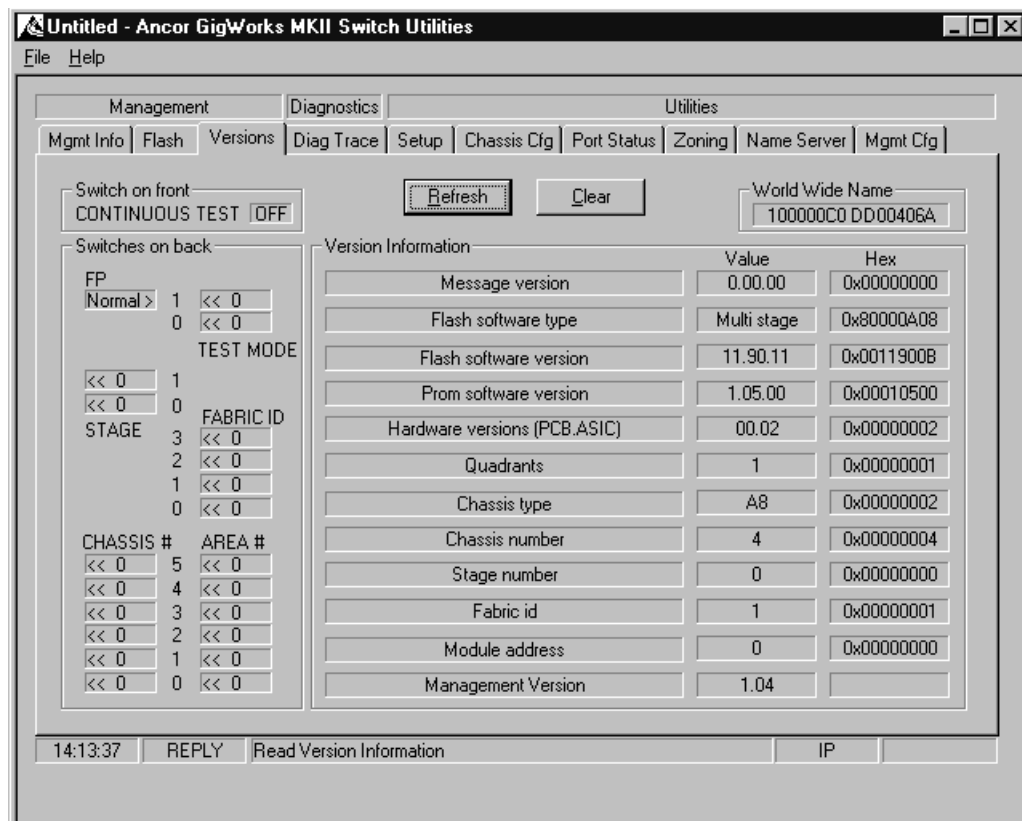 Untitled - Ancor GigWorks MKII Switch Utilities
File Help
Management Diagnostics Utilities
Mgmt Info Flash Versions Diag Trace Setup Chassis Cfg Port Status Zoning Name Server Mgmt Cfg
Switch on front
CONTINUOUS TEST OFF
Refresh Clear
World Wide Name
100000C0 DD00406A
Switches on back
FP
Normal > 1 << 0
0 << 0
TEST MODE
<< 0 1
<< 0 0
STAGE
FABRIC ID
3 << 0
2 << 0
1 << 0
0 << 0
CHASSIS # AREA #
<< 0 5 << 0
<< 0 4 << 0
<< 0 3 << 0
<< 0 2 << 0
<< 0 1 << 0
<< 0 0 << 0
Version Information
Value Hex
Message version 0.00.00 0x00000000
Flash software type Multi stage 0x80000A08
Flash software version 11.90.11 0x0011900B
Prom software version 1.05.00 0x00010500
Hardware versions (PCB.ASIC) 00.02 0x00000002
Quadrants 1 0x00000001
Chassis type A8 0x00000002
Chassis number 4 0x00000004
Stage number 0 0x00000000
Fabric id 1 0x00000001
Module address 0 0x00000000
Management Version 1.04
14:13:37 REPLY Read Version Information IP